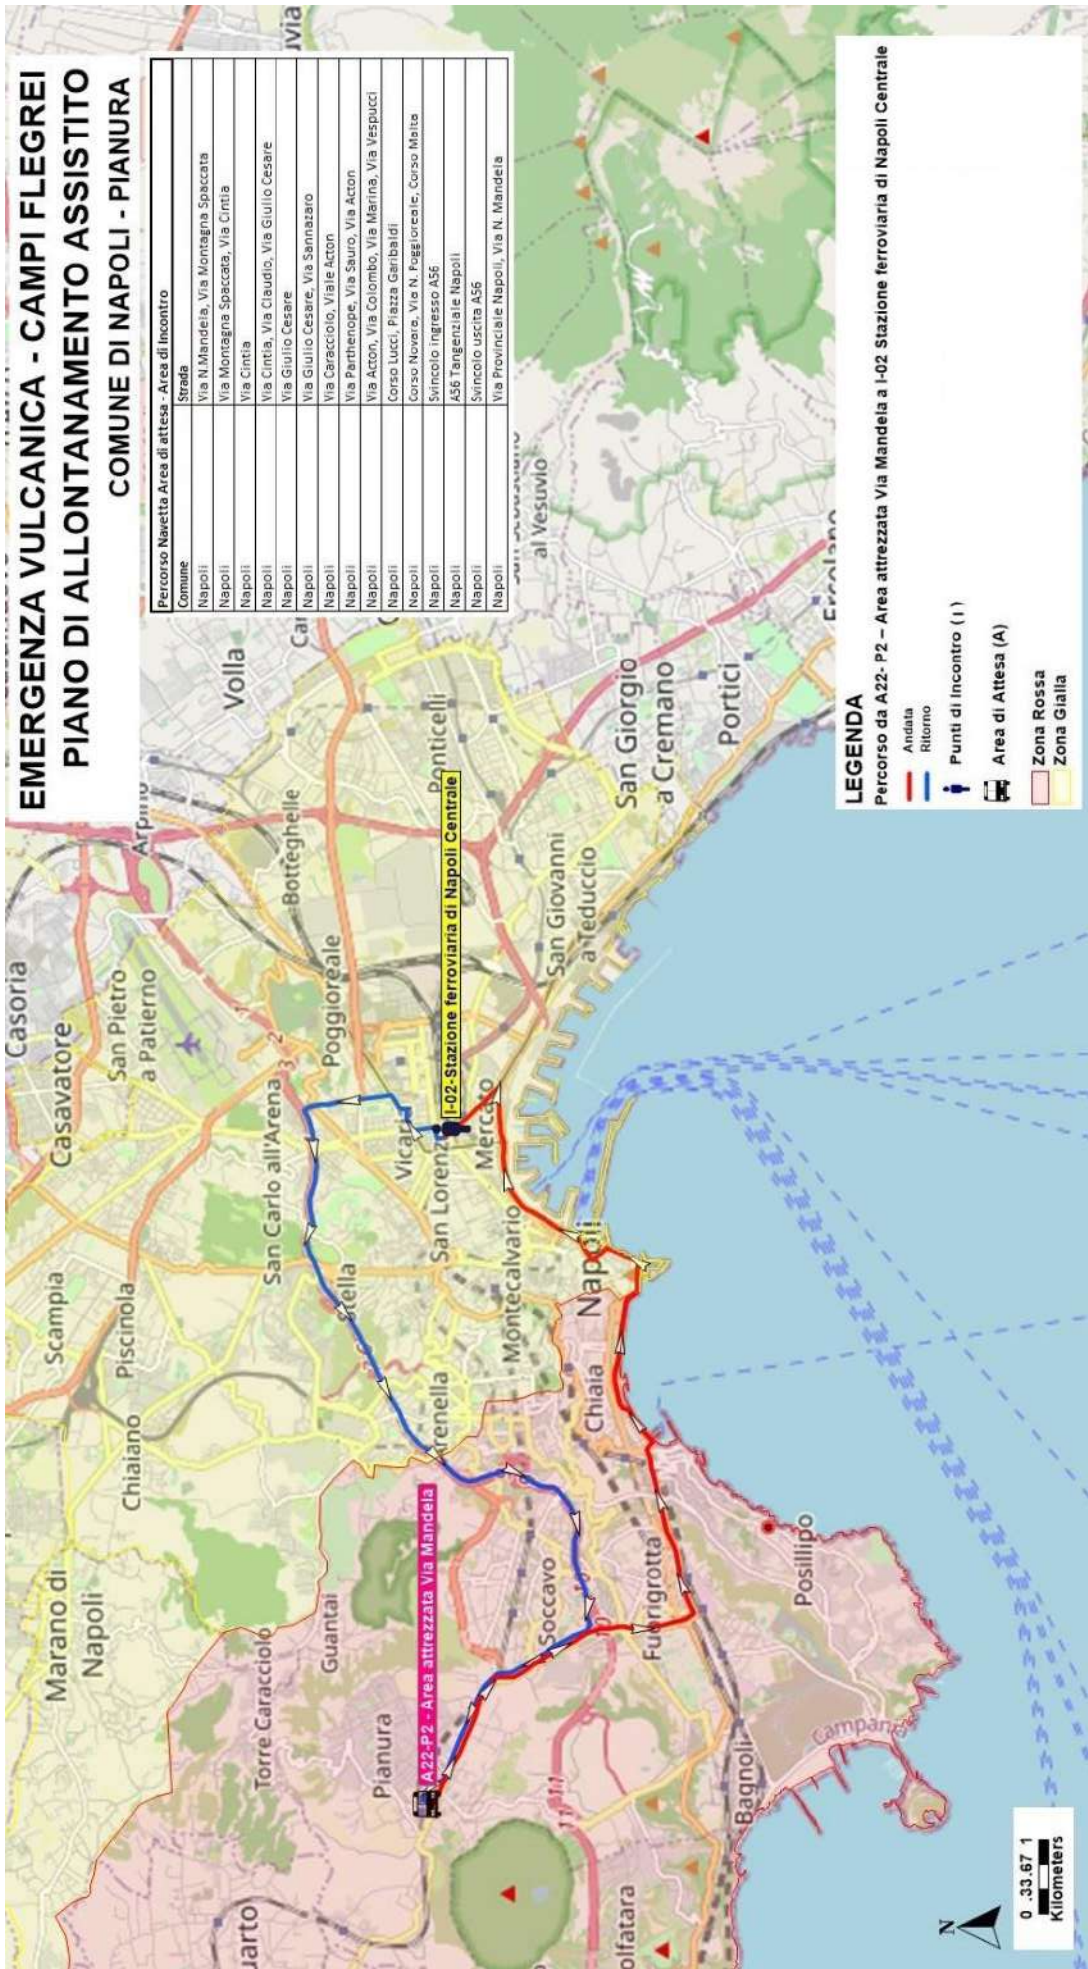 EMERGENZA VULCANICA - CAMPI FLEGREI
PIANO DI ALLONTANAMENTO ASSISTITO
COMUNE DI NAPOLI - PIANURA
Percorso Navetta Area di attesa - Area di Incontro
Comune Strada
Napoli Via N.Mandela, Via Montagna Spaccata
Napoli Via Montagna Spaccata, Via Cintia
Napoli Via Cintia
Napoli Via Cintia, Via Claudio, Via Giulio Cesare
Napoli Via Giulio Cesare
Napoli Via Giulio Cesare, Via Sannazaro
Napoli Via Caracciolo, Viale Acton
Napoli Via Parthenope, Via Sauro, Via Acton
Napoli Via Acton, Via Colombo, Via Marina, Via Vespucci
Napoli Corso Lucci, Piazza Garibaldi
Napoli Corso Novara, Via N. Poggioreale, Corso Malta
Napoli Svincolo ingresso A56
Napoli A56 Tangenziale Napoli
Napoli Svincolo uscita A56
Napoli Via Provinciale Napoli, Via N. Mandela
LEGENDA
Percorso da A22- P2 – Area attrezzata Via Mandela a I-02 Stazione ferroviaria di Napoli Centrale
Andata
Ritorno
Punti di Incontro (I)
Area di Attesa (A)
Zona Rossa
Zona Gialla
A22-P2 - Area attrezzata Via Mandela
I-02-Stazione ferroviaria di Napoli Centrale
Casoria
Casavatore
San Pietro
a Patierno
Arpino
Volla
Scampia
Piscinola
Chiaiano
Marano di
Napoli
San Carlo all'Arena
Poggioreale
Botteghelle
Ponticelli
Stella
Vicari
San Lorenz
Mercato
Montecalvario
Arenella
Guantai
Torre Caracciolo
Pianura
Soccavo
Fuorigrotta
Chiaia
Napoli
San Giovanni
a Teduccio
San Giorgio
a Cremano
Portici
Ercolano
al Vesuvio
Posillipo
Bagnoli
Campane
uarto
olfatara
11
1
2
3
N
0 .33.67 1
Kilometers